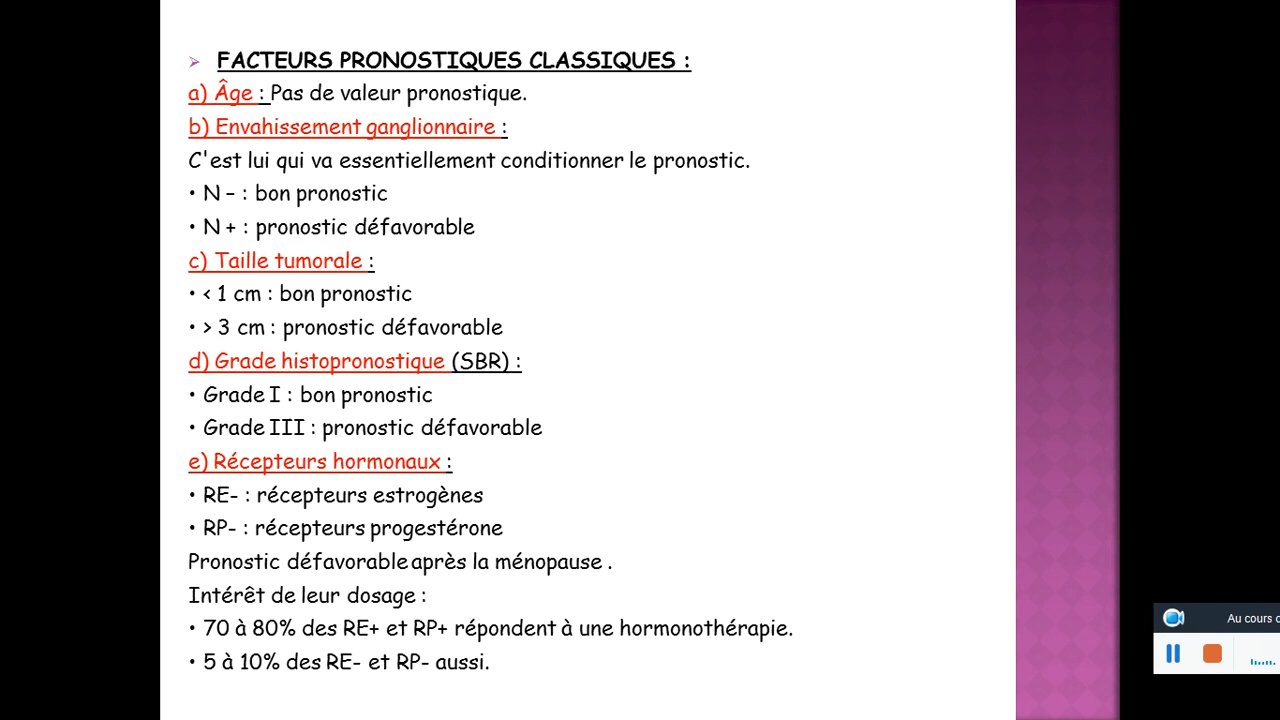 ➢ FACTEURS PRONOSTIQUES CLASSIQUES :
a) Âge : Pas de valeur pronostique.
b) Envahissement ganglionnaire :
C'est lui qui va essentiellement conditionner le pronostic.
• N – : bon pronostic
• N + : pronostic défavorable
c) Taille tumorale :
• < 1 cm : bon pronostic
• > 3 cm : pronostic défavorable
d) Grade histopronostique (SBR) :
• Grade I : bon pronostic
• Grade III : pronostic défavorable
e) Récepteurs hormonaux :
• RE- : récepteurs estrogènes
• RP- : récepteurs progestérone
Pronostic défavorable après la ménopause .
Intérêt de leur dosage :
• 70 à 80% des RE+ et RP+ répondent à une hormonothérapie.
• 5 à 10% des RE- et RP- aussi.
Au cours